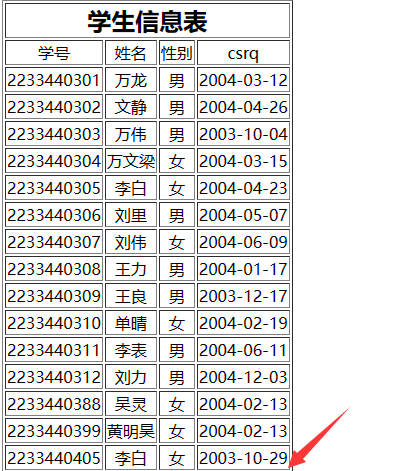 学生信息表
学号 姓名 性别 csrq
2233440301 万龙 男 2004-03-12
2233440302 文静 男 2004-04-26
2233440303 万伟 男 2003-10-04
2233440304 万文梁 女 2004-03-15
2233440305 李白 女 2004-04-23
2233440306 刘里 男 2004-05-07
2233440307 刘伟 女 2004-06-09
2233440308 王力 男 2004-01-17
2233440309 王良 男 2003-12-17
2233440310 单晴 女 2004-02-19
2233440311 李表 男 2004-06-11
2233440312 刘力 男 2004-12-03
2233440388 吴灵 女 2004-02-13
2233440399 黄明昊 女 2004-02-13
2233440405 李白 女 2003-10-29